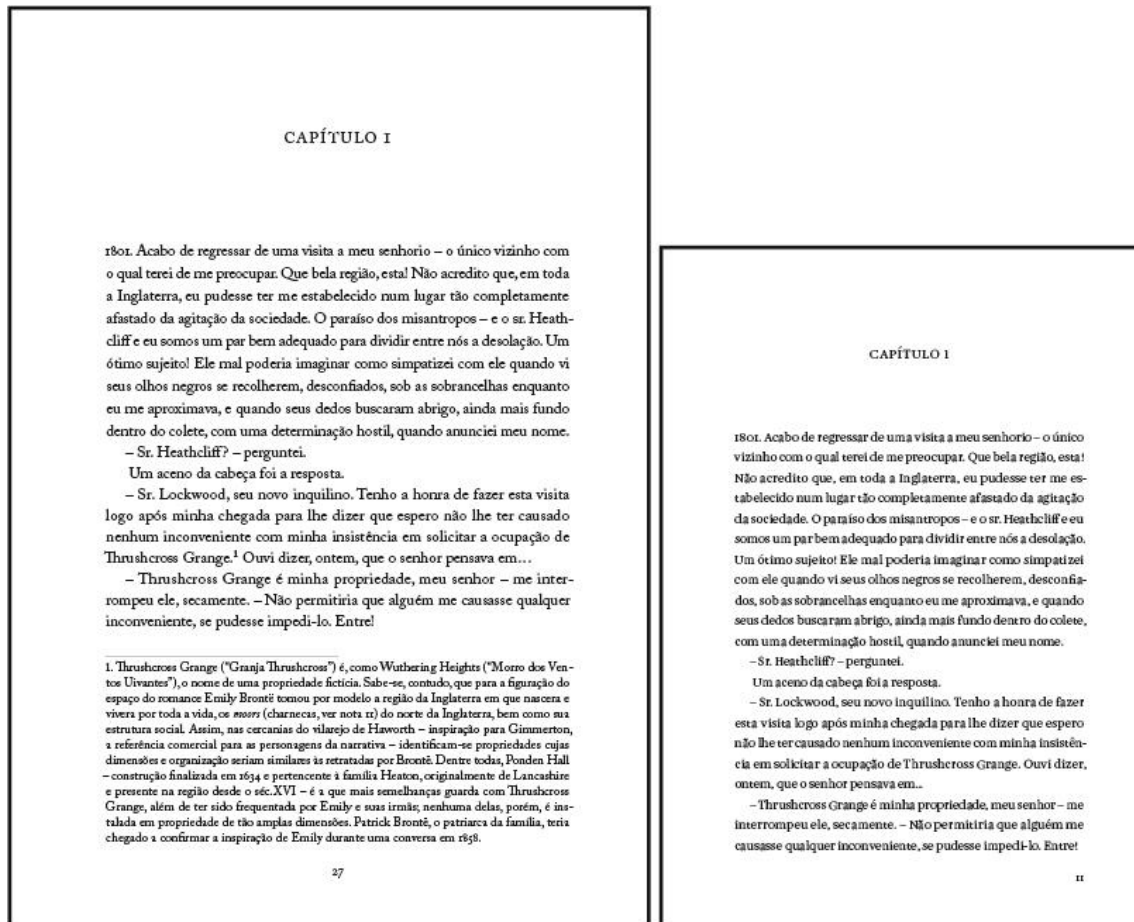 CAPÍTULO I
1801. Acabo de regressar de uma visita a meu senhorio – o único vizinho com
o qual terei de me preocupar. Que bela região, esta! Não acredito que, em toda
a Inglaterra, eu pudesse ter me estabelecido num lugar tão completamente
afastado da agitação da sociedade. O paraíso dos misantropos – e o sr. Heath-
cliff e eu somos um par bem adequado para dividir entre nós a desolação. Um
ótimo sujeito! Ele mal poderia imaginar como simpatizei com ele quando vi
seus olhos negros se recolherem, desconfiados, sob as sobrancelhas enquanto
eu me aproximava, e quando seus dedos buscaram abrigo, ainda mais fundo
dentro do colete, com uma determinação hostil, quando anunciei meu nome.
– Sr. Heathcliff? – perguntei.
Um aceno da cabeça foi a resposta.
– Sr. Lockwood, seu novo inquilino. Tenho a honra de fazer esta visita
logo após minha chegada para lhe dizer que espero não lhe ter causado
nenhum inconveniente com minha insistência em solicitar a ocupação de
Thrushcross Grange.¹ Ouvi dizer, ontem, que o senhor pensava em...
– Thrushcross Grange é minha propriedade, meu senhor – me inter-
rompeu ele, secamente. – Não permitiria que alguém me causasse qualquer
inconveniente, se pudesse impedi-lo. Entre!
1. Thrushcross Grange ("Granja Thrushcross") é, como Wuthering Heights ("Morro dos Ven-
tos Uivantes"), o nome de uma propriedade fictícia. Sabe-se, contudo, que para a figuração do
espaço do romance Emily Brontë tomou por modelo a região da Inglaterra em que nascera e
vivera por toda a vida, os moors (charnecas, ver nota 11) do norte da Inglaterra, bem como sua
estrutura social. Assim, nas cercanias do vilarejo de Haworth – inspiração para Gimmerton,
a referência comercial para as personagens da narrativa – identificam-se propriedades cujas
dimensões e organização seriam similares às retratadas por Brontë. Dentre todas, Ponden Hall
– construção finalizada em 1634 e pertencente à família Heaton, originalmente de Lancashire
e presente na região desde o séc.XVI – é a que mais semelhanças guarda com Thrushcross
Grange, além de ter sido frequentada por Emily e suas irmãs; nenhuma delas, porém, é ins-
talada em propriedade de tão amplas dimensões. Patrick Brontë, o patriarca da família, teria
chegado a confirmar a inspiração de Emily durante uma conversa em 1858.
27
CAPÍTULO I
1801. Acabo de regressar de uma visita a meu senhorio – o único
vizinho com o qual terei de me preocupar. Que bela região, esta!
Não acredito que, em toda a Inglaterra, eu pudesse ter me es-
tabelecido num lugar tão completamente afastado da agitação
da sociedade. O paraíso dos misantropos – e o sr. Heathcliff e eu
somos um par bem adequado para dividir entre nós a desolação.
Um ótimo sujeito! Ele mal poderia imaginar como simpatizei
com ele quando vi seus olhos negros se recolherem, desconfia-
dos, sob as sobrancelhas enquanto eu me aproximava, e quando
seus dedos buscaram abrigo, ainda mais fundo dentro do colete,
com uma determinação hostil, quando anunciei meu nome.
– Sr. Heathcliff? – perguntei.
Um aceno da cabeça foi a resposta.
– Sr. Lockwood, seu novo inquilino. Tenho a honra de fazer
esta visita logo após minha chegada para lhe dizer que espero
não lhe ter causado nenhum inconveniente com minha insistên-
cia em solicitar a ocupação de Thrushcross Grange. Ouvi dizer,
ontem, que o senhor pensava em...
– Thrushcross Grange é minha propriedade, meu senhor – me
interrompeu ele, secamente. – Não permitiria que alguém me
causasse qualquer inconveniente, se pudesse impedi-lo. Entre!
11